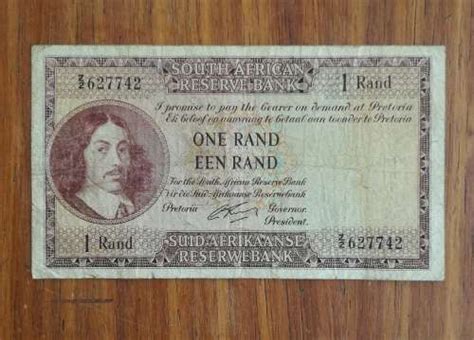 Z/2 627742
SOUTH AFRICAN
RESERVE BANK
1 Rand
I promise to pay the Bearer on demand at Pretoria
Ek beloof op aanvraag te betaal aan toonder te Pretoria
ONE RAND
EEN RAND
For the South African Reserve Bank
Vir die Suid-Afrikaanse Reserwebank
Pretoria
Governor.
President.
1 Rand
SUID-AFRIKAANSE
RESERWEBANK
Z/2 627742